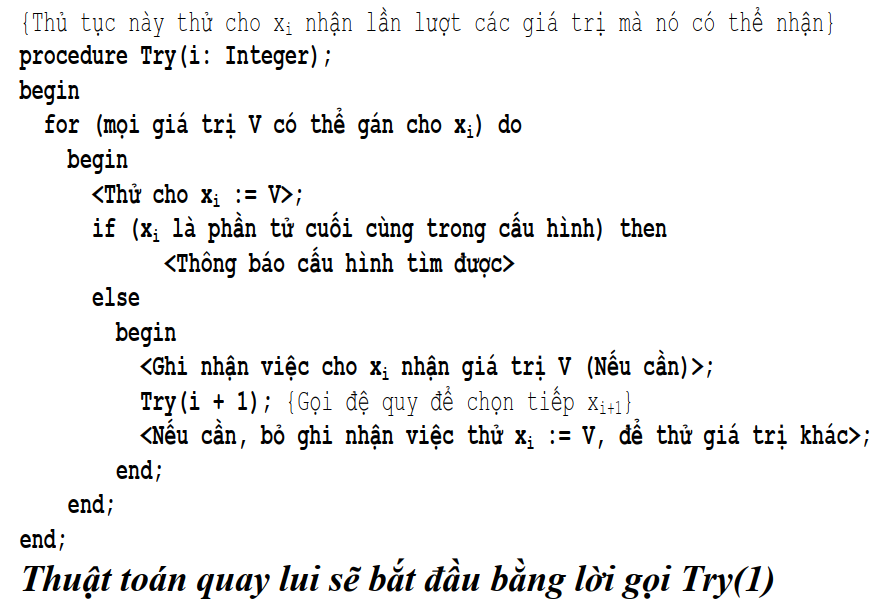 {Thủ tục này thử cho xi nhận lần lượt các giá trị mà nó có thể nhận}
procedure Try(i: Integer);
begin
for (mọi giá trị V có thể gán cho xi) do
begin
<Thử cho xi := V>;
if (xi là phần tử cuối cùng trong cấu hình) then
<Thông báo cấu hình tìm được>
else
begin
<Ghi nhận việc cho xi nhận giá trị V (Nếu cần)>;
Try(i + 1); {Gọi đệ quy để chọn tiếp xi+1}
<Nếu cần, bỏ ghi nhận việc thử xi := V, để thử giá trị khác>;
end;
end;
end;
Thuật toán quay lui sẽ bắt đầu bằng lời gọi Try(1)